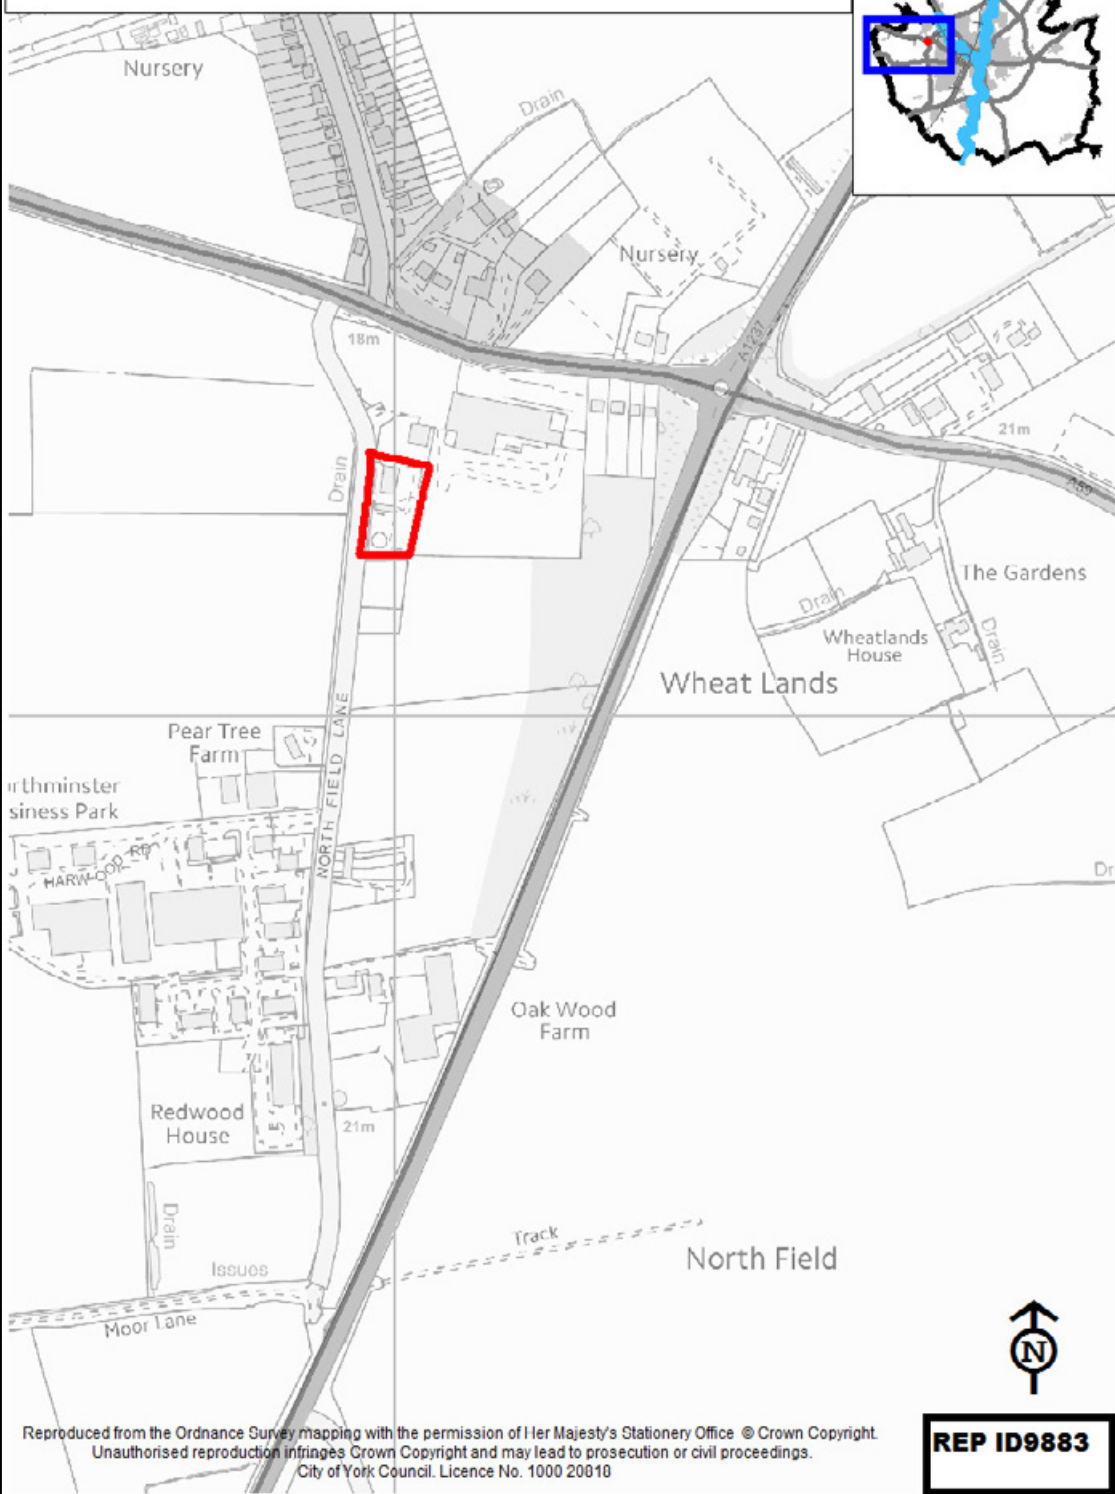 Nursery
Drain
Nursery
A1237
18m
21m
A59
Drain
The Gardens
Drain
Wheatlands
House
Drain
Wheat Lands
NORTH FIELD LANE
Pear Tree
Farm
rthminster
siness Park
HARWOOD RD
Dr
Oak Wood
Farm
Redwood
House
21m
Drain
Track
North Field
Issues
Moor Lane
N
Reproduced from the Ordnance Survey mapping with the permission of Her Majesty's Stationery Office © Crown Copyright.
Unauthorised reproduction infringes Crown Copyright and may lead to prosecution or civil proceedings.
City of York Council. Licence No. 1000 20818
REP ID9883